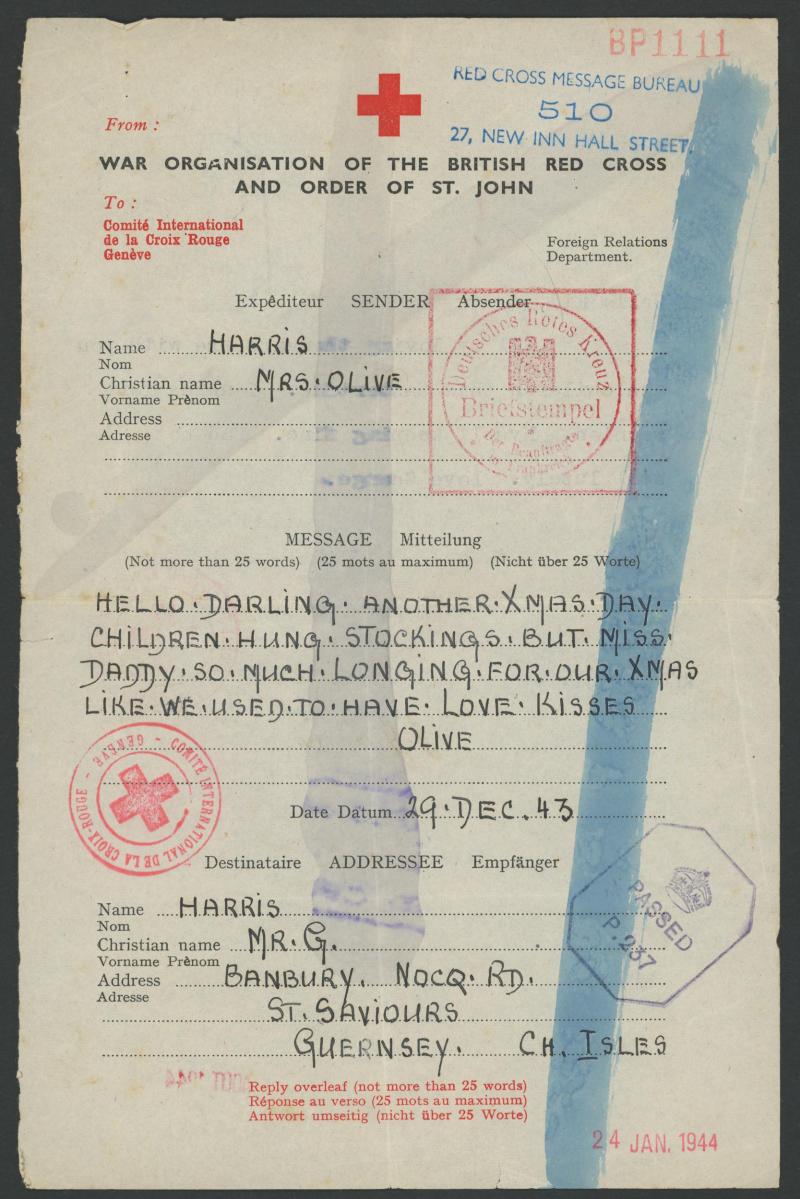 BP1111
RED CROSS MESSAGE BUREAU
510
27, NEW INN HALL STREET.
From :
WAR ORGANISATION OF THE BRITISH RED CROSS
AND ORDER OF ST. JOHN
To :
Comité International
de la Croix Rouge
Genève
Foreign Relations
Department.
Expéditeur SENDER Absender
Name HARRIS
Nom
Christian name MRS. OLIVE
Vorname Prènom
Address
Adresse
Deutsches Rotes Kreuz
Briefstempel
MESSAGE Mitteilung
(Not more than 25 words) (25 mots au maximum) (Nicht über 25 Worte)
HELLO. DARLING. ANOTHER. XMAS. DAY.
CHILDREN. HUNG. STOCKINGS. BUT. MISS.
DADDY. SO. MUCH. LONGING. FOR. OUR. XMAS
LIKE. WE. USED. TO. HAVE. LOVE. KISSES
OLIVE
COMITÉ INTERNATIONAL DE LA CROIX-ROUGE - GENÈVE -
Date Datum 29. DEC. 43
Destinataire ADDRESSEE Empfänger
Name HARRIS
Nom
Christian name MR. G.
Vorname Prènom
Address BANBURY. NOCQ. RD.
Adresse
ST. SAVIOURS
GUERNSEY. CH. ISLES
PASSED
P.237
Reply overleaf (not more than 25 words)
Réponse au verso (25 mots au maximum)
Antwort umseitig (nicht über 25 Worte)
24 JAN. 1944